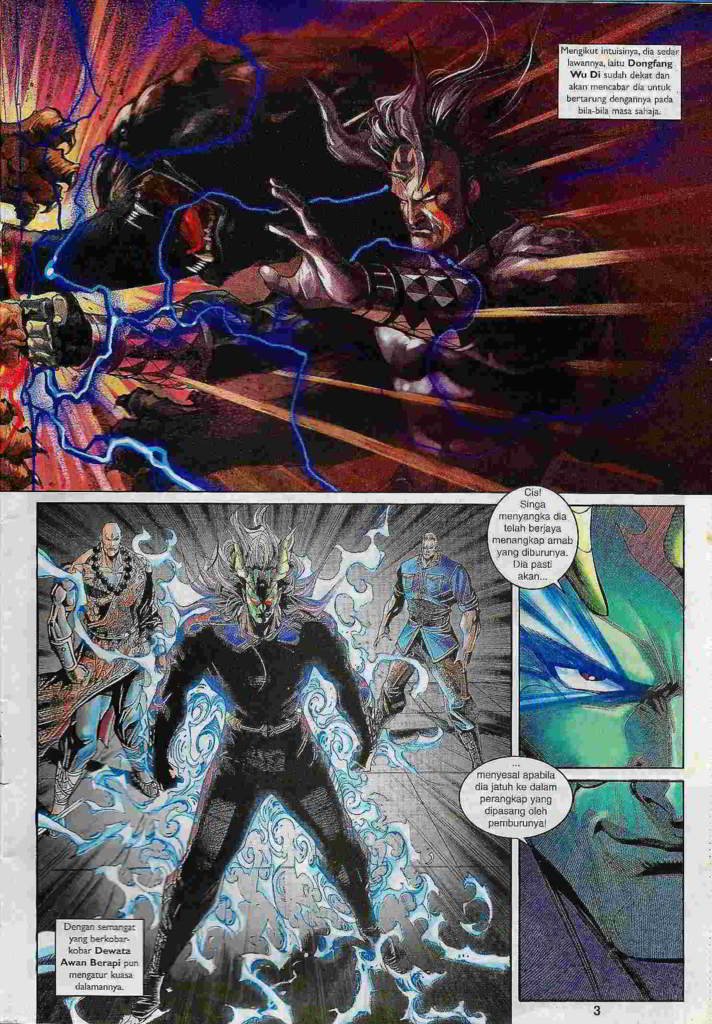 Mengikut intuisinya, dia sedar
lawannya, iaitu Dongfang
Wu Di sudah dekat dan
akan mencabar dia untuk
bertarung dengannya pada
bila-bila masa sahaja.
Cis!
Singa
menyangka dia
telah berjaya
menangkap arnab
yang diburunya.
Dia pasti
akan...
...
menyesal apabila
dia jatuh ke dalam
perangkap yang
dipasang oleh
pemburunya!
Dengan semangat
yang berkobar-
kobar Dewata
Awan Berapi pun
mengatur kuasa
dalamannya.
3